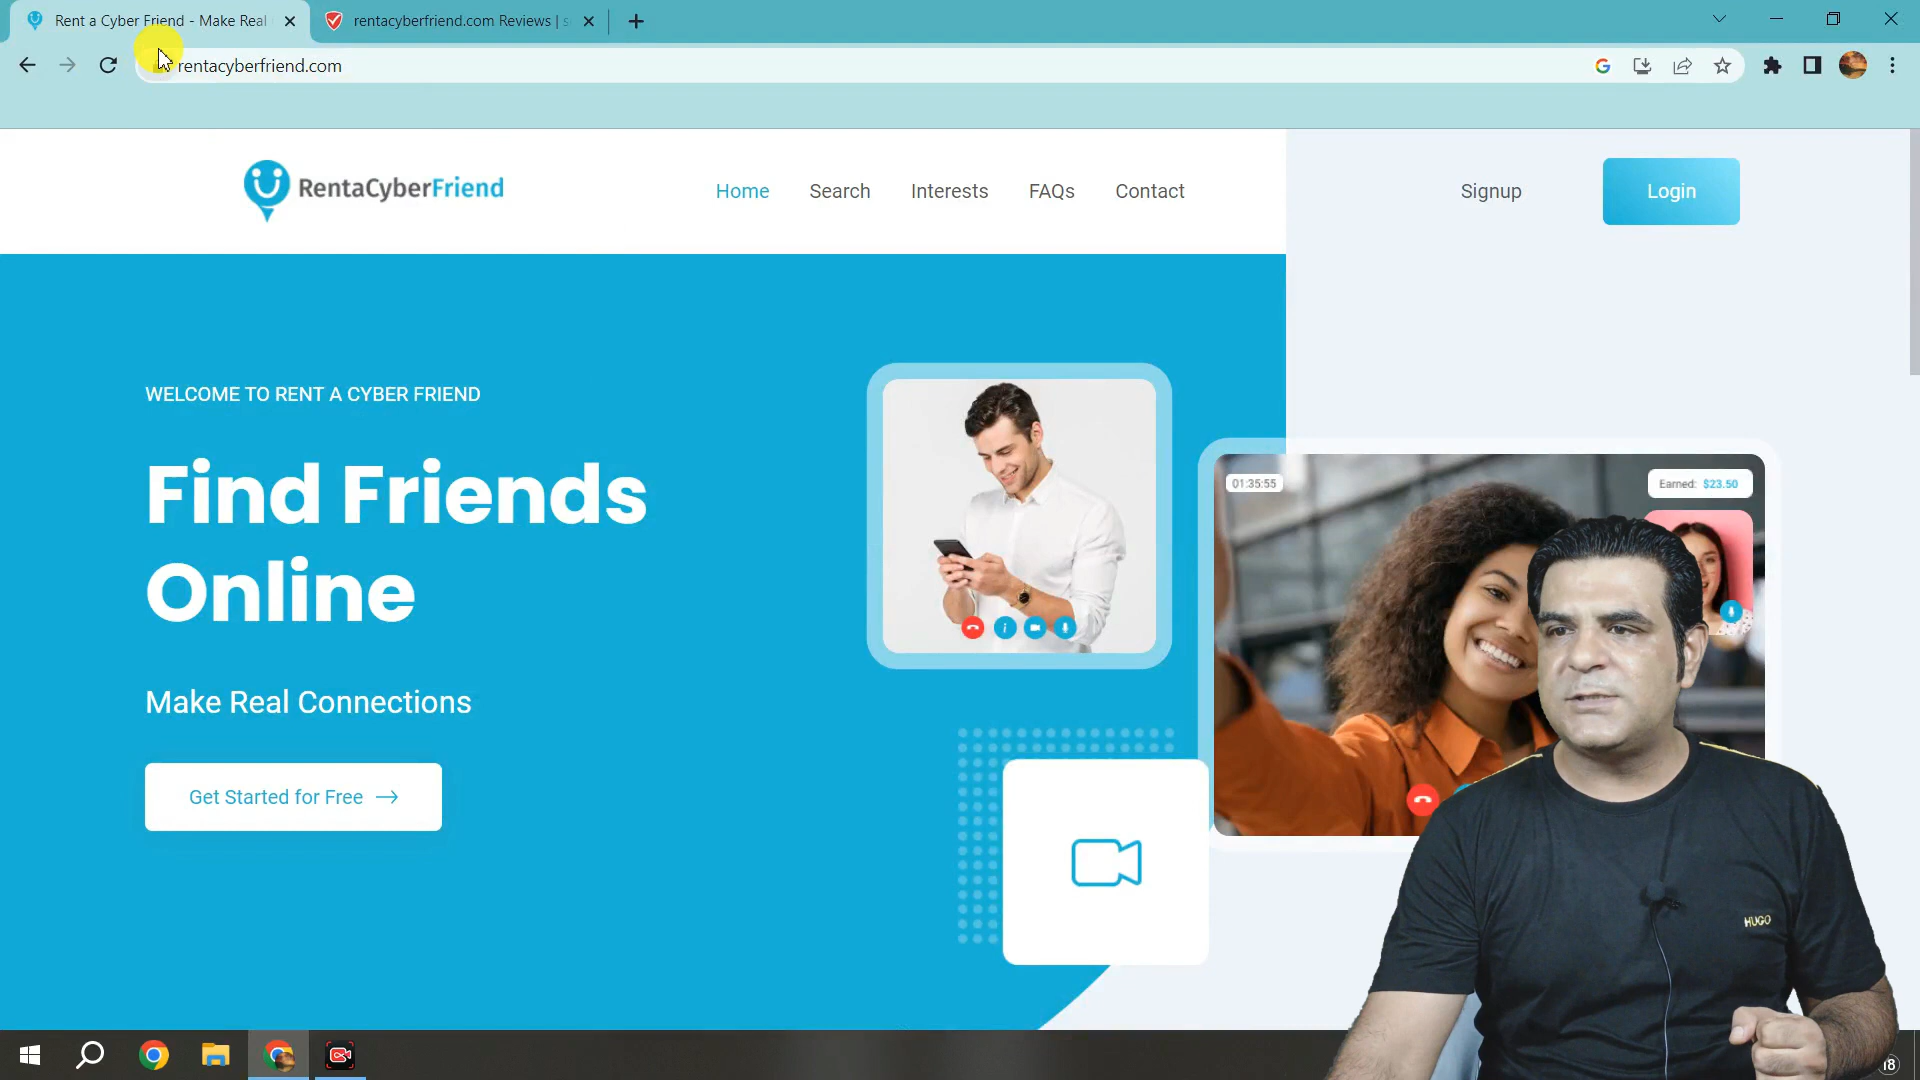 Rent a Cyber Friend - Make Real
rentacyberfriend.com Reviews | s
rentacyberfriend.com
RentaCyberFriend
Home
Search
Interests
FAQs
Contact
Signup
Login
WELCOME TO RENT A CYBER FRIEND
Find Friends
Online
Make Real Connections
Get Started for Free
01:35:55
Earned: $23.50
HUGO
18